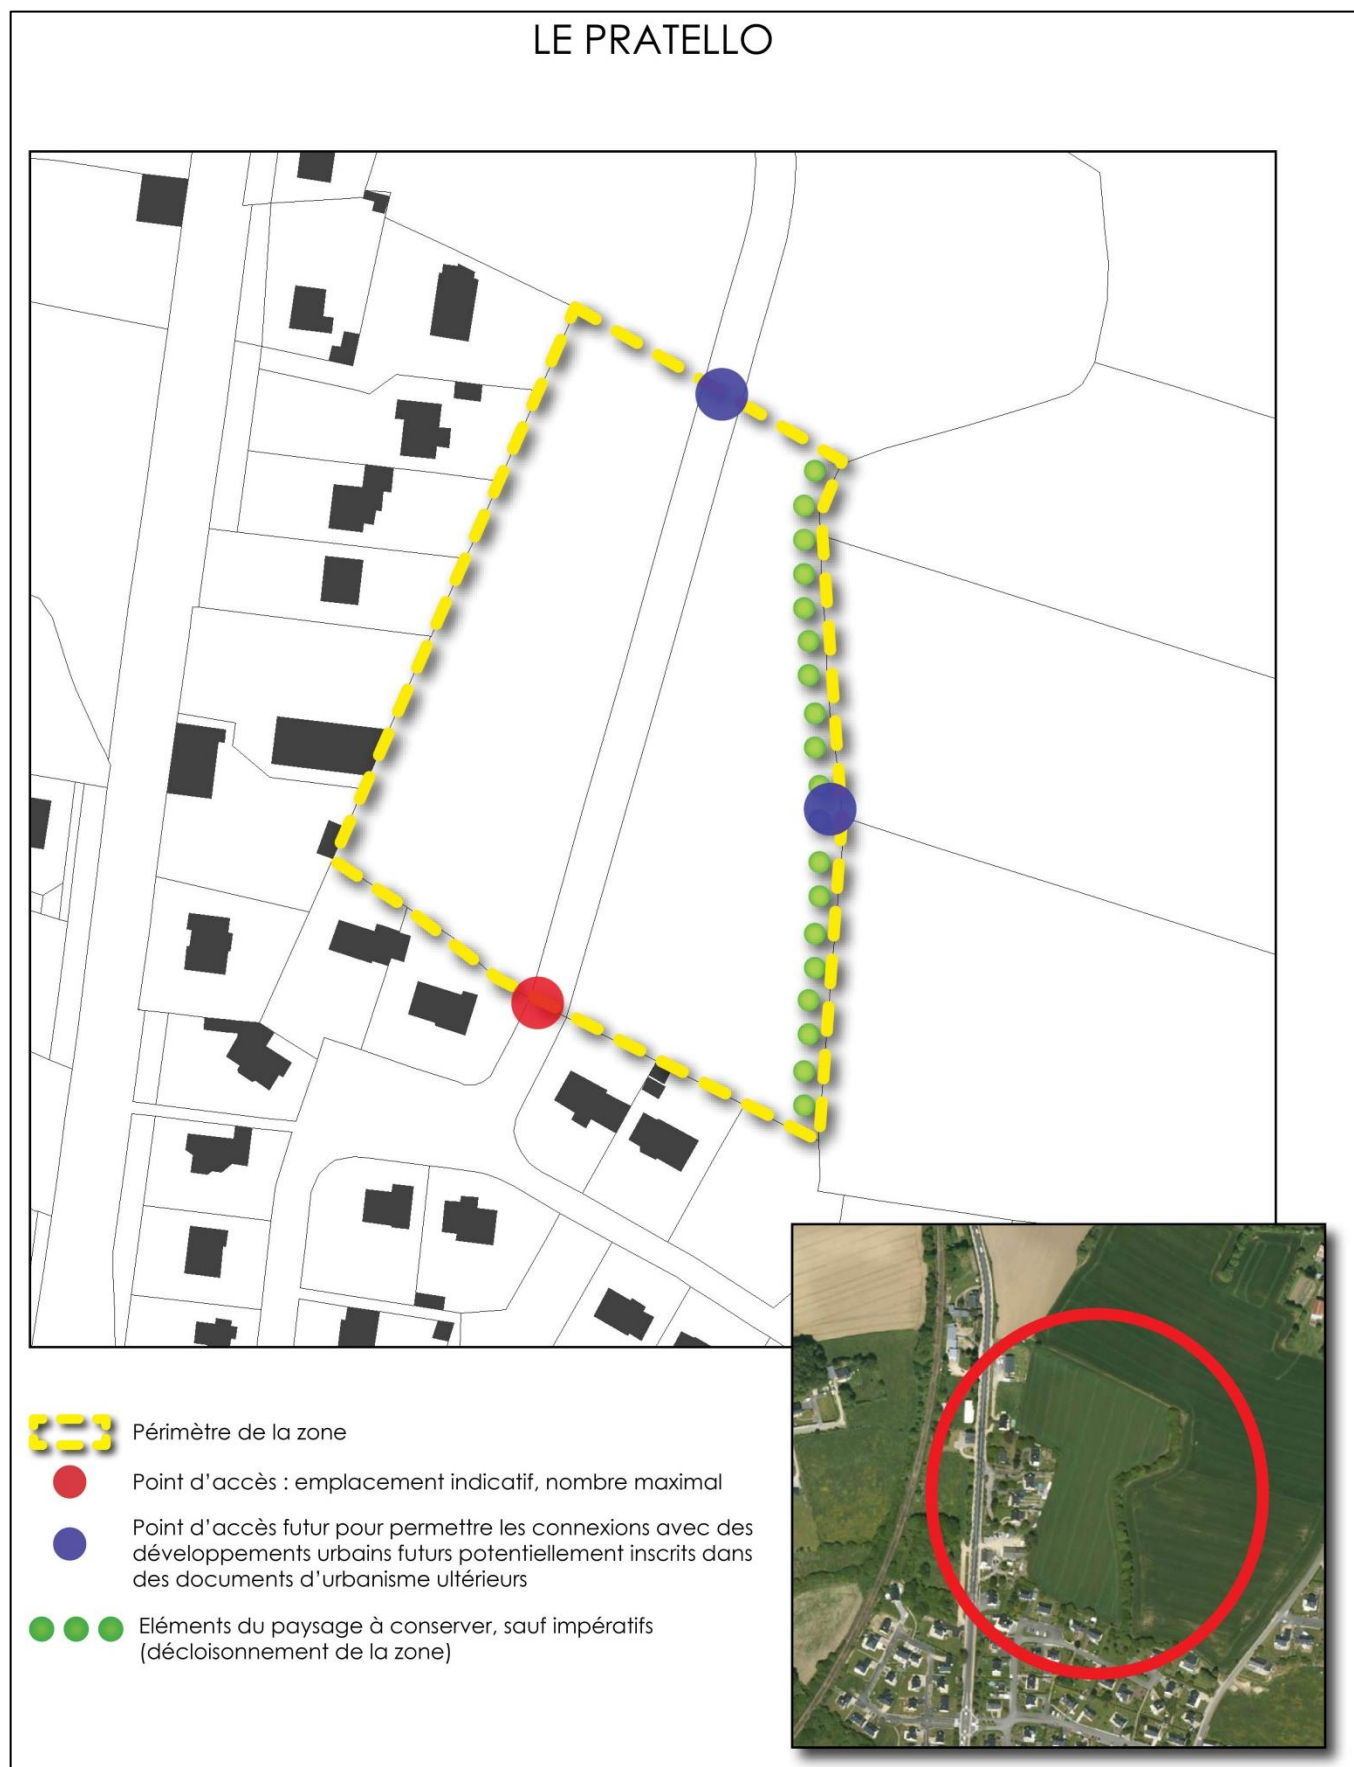 LE PRATELLO
Périmètre de la zone
Point d’accès : emplacement indicatif, nombre maximal
Point d’accès futur pour permettre les connexions avec des
développements urbains futurs potentiellement inscrits dans
des documents d’urbanisme ultérieurs
Eléments du paysage à conserver, sauf impératifs
(décloisonnement de la zone)